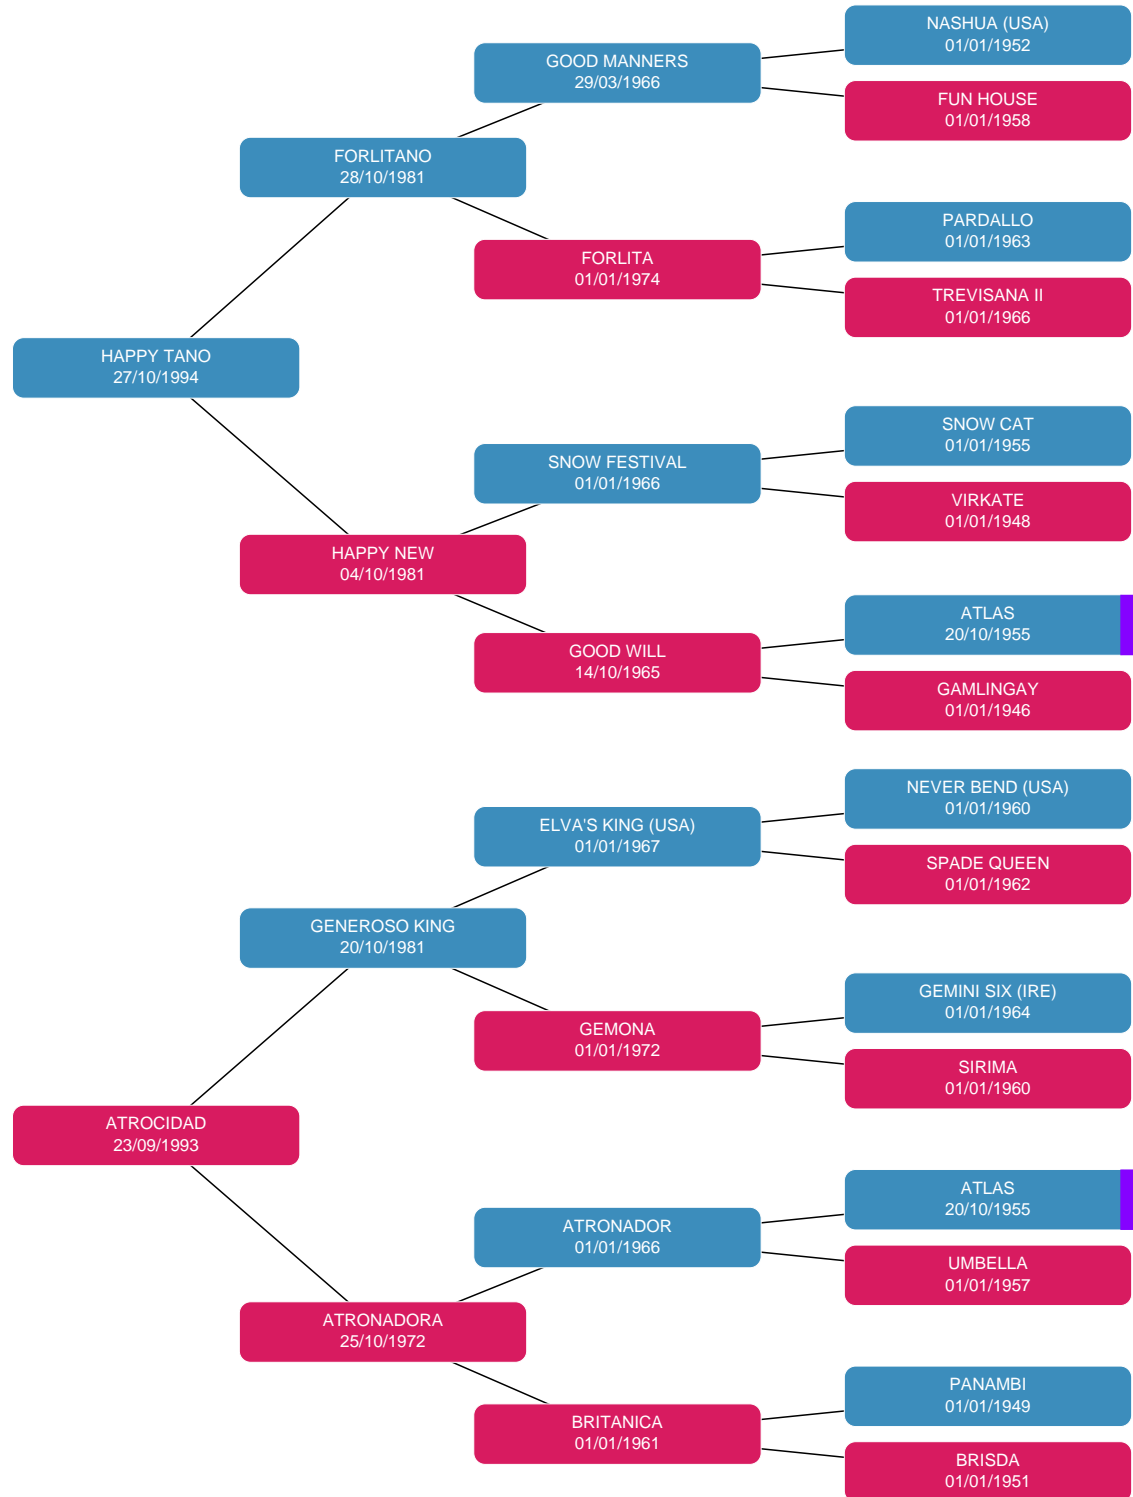 NASHUA (USA)
01/01/1952
GOOD MANNERS
29/03/1966
FUN HOUSE
01/01/1958
FORLITANO
28/10/1981
PARDALLO
01/01/1963
FORLITA
01/01/1974
TREVISANA II
01/01/1966
HAPPY TANO
27/10/1994
SNOW CAT
01/01/1955
SNOW FESTIVAL
01/01/1966
VIRKATE
01/01/1948
HAPPY NEW
04/10/1981
ATLAS
20/10/1955
GOOD WILL
14/10/1965
GAMLINGAY
01/01/1946
NEVER BEND (USA)
01/01/1960
ELVA'S KING (USA)
01/01/1967
SPADE QUEEN
01/01/1962
GENEROSO KING
20/10/1981
GEMINI SIX (IRE)
01/01/1964
GEMONA
01/01/1972
SIRIMA
01/01/1960
ATROCIDAD
23/09/1993
ATLAS
20/10/1955
ATRONADOR
01/01/1966
UMBELLA
01/01/1957
ATRONADORA
25/10/1972
PANAMBI
01/01/1949
BRITANICA
01/01/1961
BRISDA
01/01/1951